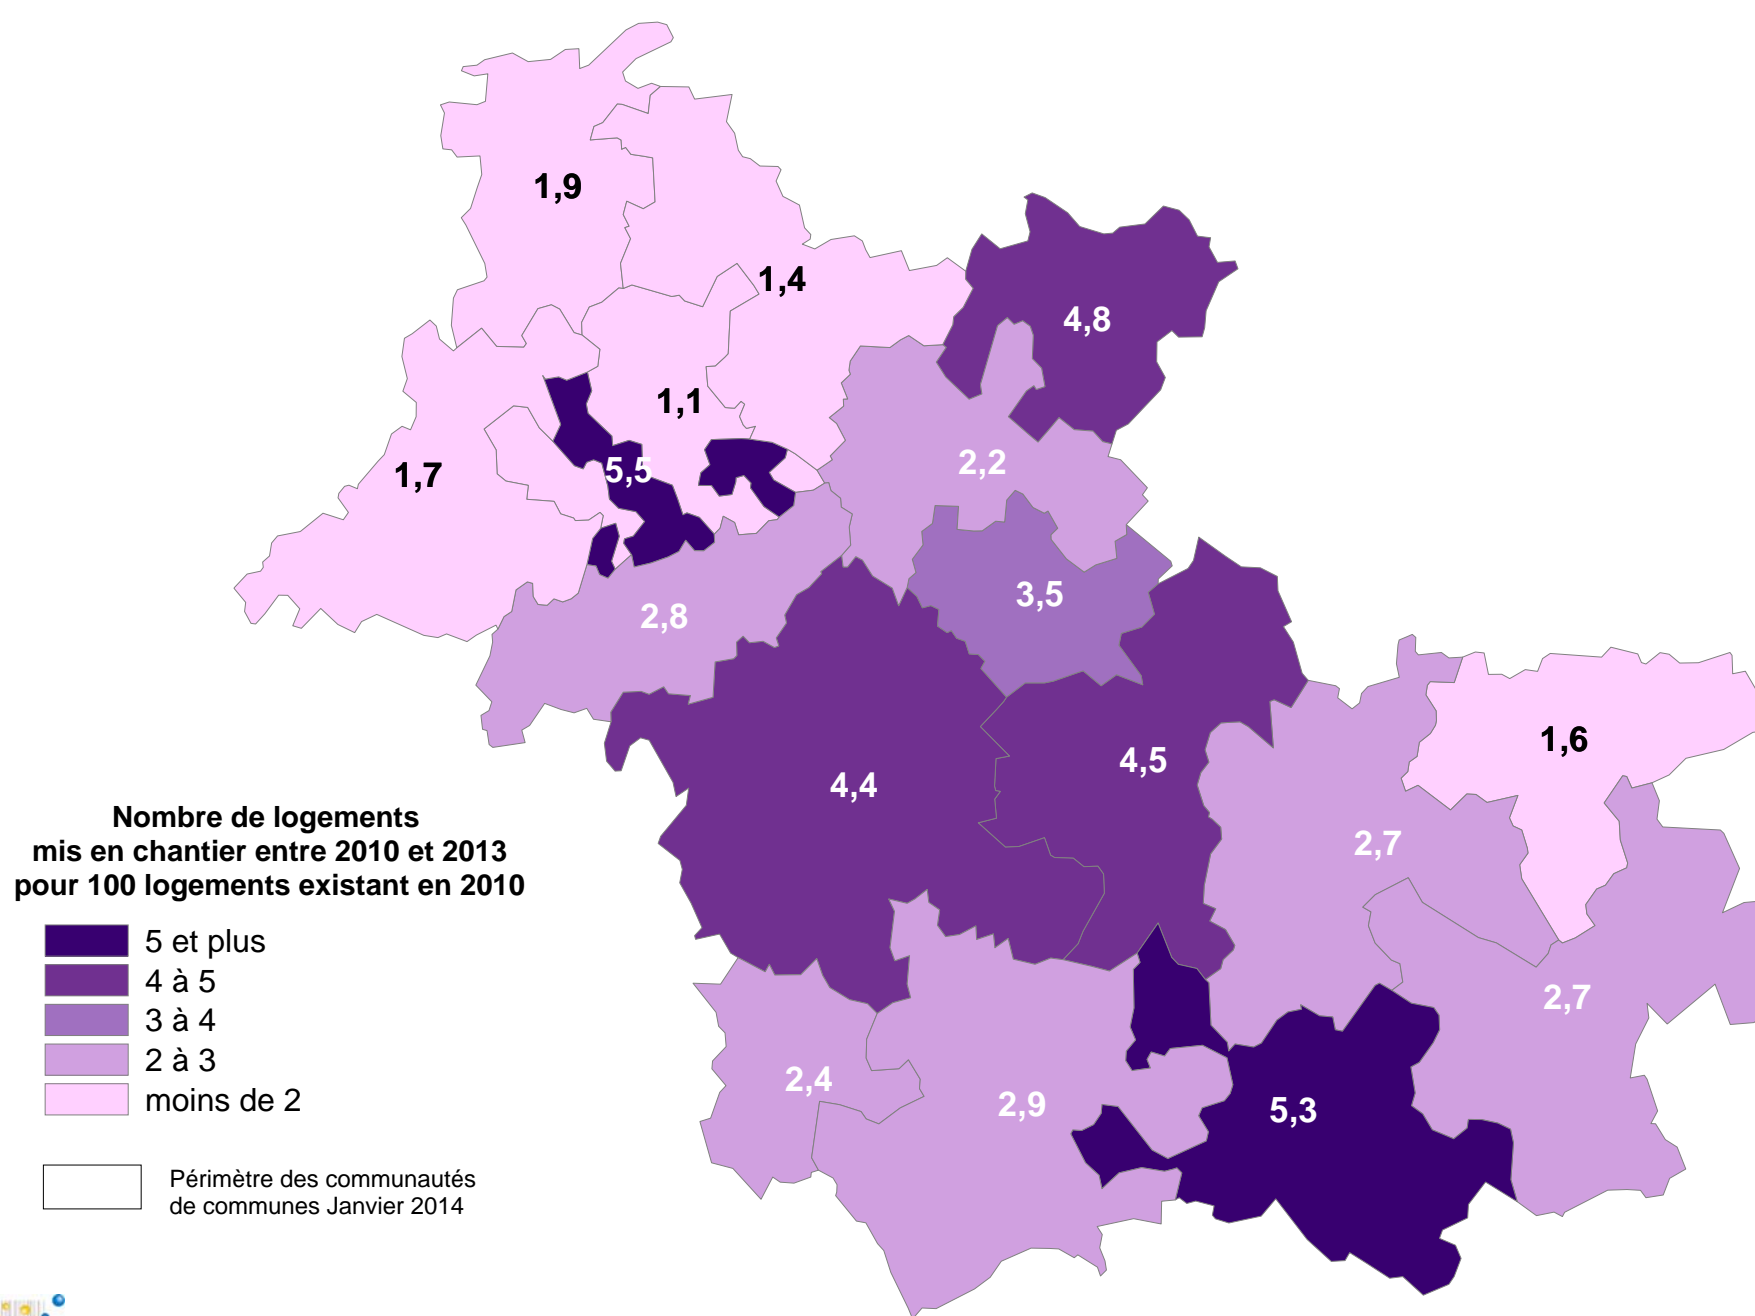 1,9
1,4
4,8
1,1
1,7
5,5
2,2
3,5
2,8
1,6
4,5
4,4
2,7
2,7
2,4
2,9
5,3
Nombre de logements
mis en chantier entre 2010 et 2013
pour 100 logements existant en 2010
5 et plus
4 à 5
3 à 4
2 à 3
moins de 2
Périmètre des communautés
de communes Janvier 2014